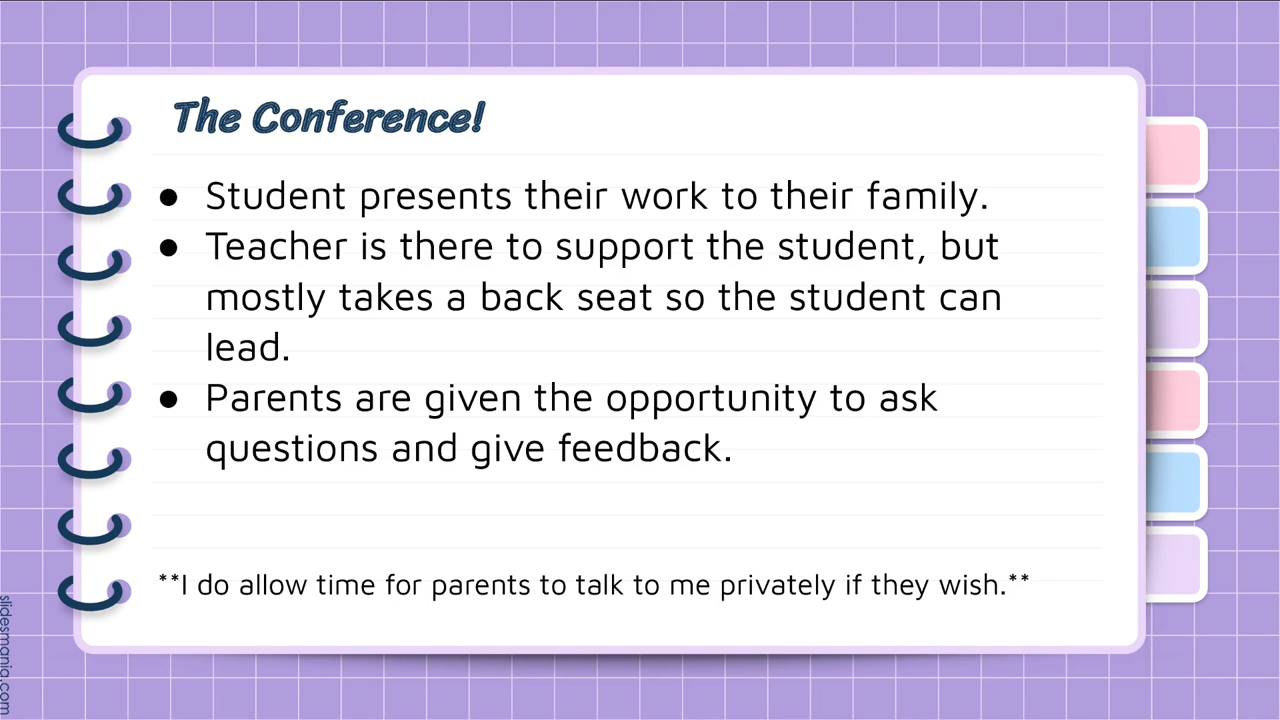 The Conference!
● Student presents their work to their family.
● Teacher is there to support the student, but
mostly takes a back seat so the student can
lead.
● Parents are given the opportunity to ask
questions and give feedback.
**I do allow time for parents to talk to me privately if they wish.**
slidesmania.com